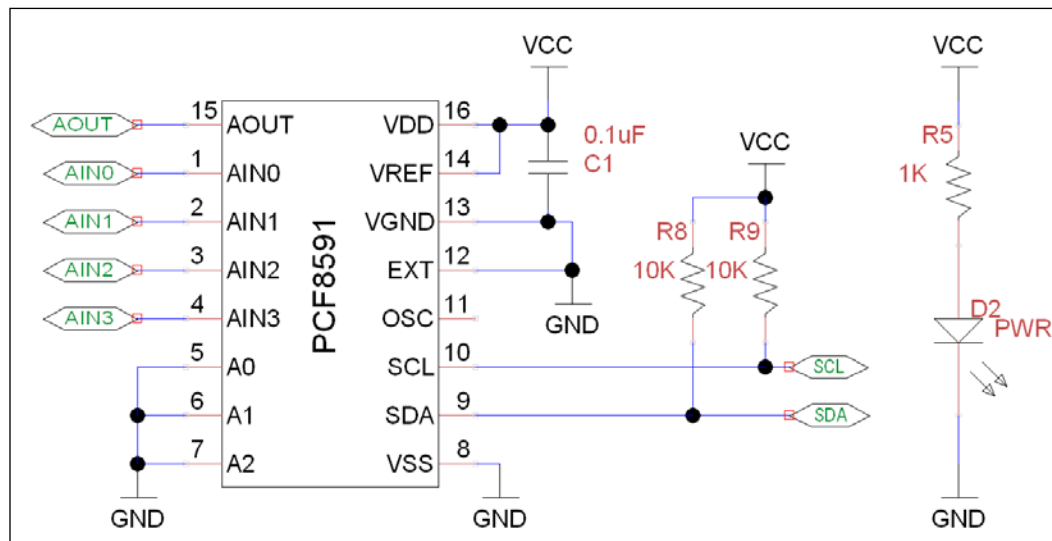 VCC
VCC
AOUT
15
AOUT
VDD
16
0.1uF
C1
VCC
R5
1K
AIN0
1
AIN0
VREF
14
AIN1
2
AIN1
VGND
13
R8
R9
AIN2
3
AIN2
EXT
12
10K
10K
AIN3
4
AIN3
OSC
11
GND
D2
PWR
PCF8591
5
A0
SCL
10
SCL
6
A1
SDA
9
SDA
7
A2
VSS
8
GND
GND
GND